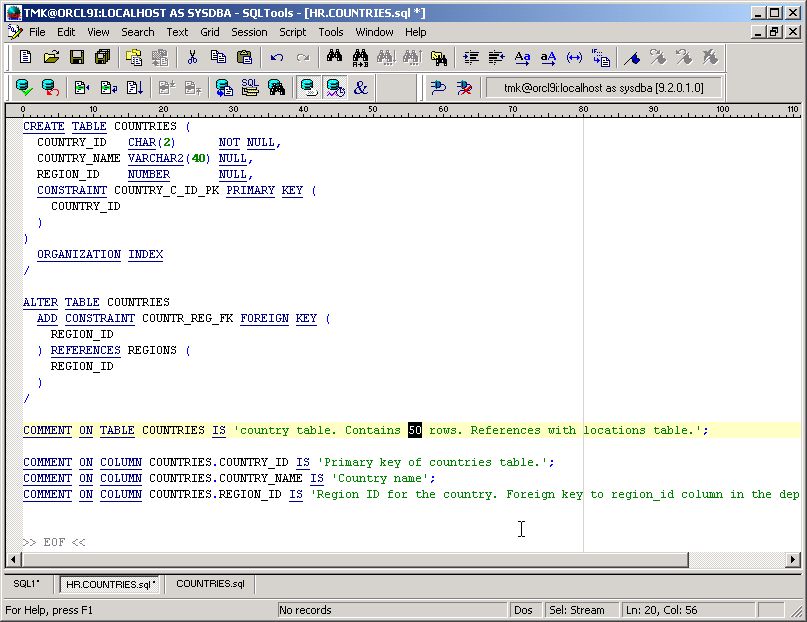 TMK@ORCL9I:LOCALHOST AS SYSDBA - SQLTools - [HR.COUNTRIES.sql *]
File Edit View Search Text Grid Session Script Tools Window Help
SQL
tmk@orcl9i:localhost as sysdba [9.2.0.1.0]
0 10 20 30 40 50 60 70 80 90 100 110
CREATE TABLE COUNTRIES (
COUNTRY_ID CHAR(2) NOT NULL,
COUNTRY_NAME VARCHAR2(40) NULL,
REGION_ID NUMBER NULL,
CONSTRAINT COUNTRY_C_ID_PK PRIMARY KEY (
COUNTRY_ID
)
)
ORGANIZATION INDEX
/
ALTER TABLE COUNTRIES
ADD CONSTRAINT COUNTR_REG_FK FOREIGN KEY (
REGION_ID
) REFERENCES REGIONS (
REGION_ID
)
/
COMMENT ON TABLE COUNTRIES IS 'country table. Contains 50 rows. References with locations table.';
COMMENT ON COLUMN COUNTRIES.COUNTRY_ID IS 'Primary key of countries table.';
COMMENT ON COLUMN COUNTRIES.COUNTRY_NAME IS 'Country name';
COMMENT ON COLUMN COUNTRIES.REGION_ID IS 'Region ID for the country. Foreign key to region_id column in the dep
>> EOF <<
SQL1* HR.COUNTRIES.sql* COUNTRIES.sql
For Help, press F1 No records Dos Sel: Stream Ln: 20, Col: 56